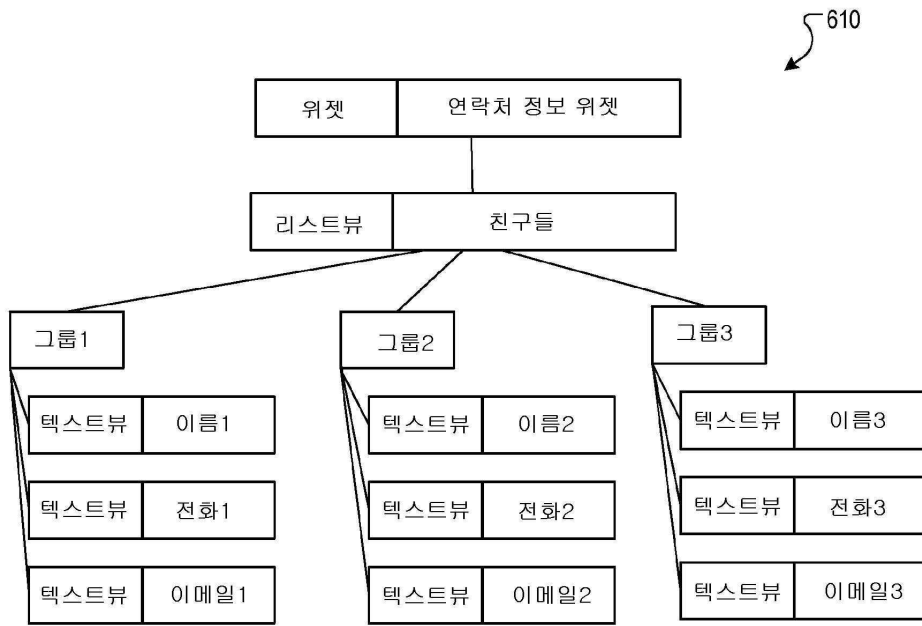 610
위젯 연락처 정보 위젯
리스트뷰 친구들
그룹1 그룹2 그룹3
텍스트뷰 이름1 텍스트뷰 이름2 텍스트뷰 이름3
텍스트뷰 전화1 텍스트뷰 전화2 텍스트뷰 전화3
텍스트뷰 이메일1 텍스트뷰 이메일2 텍스트뷰 이메일3